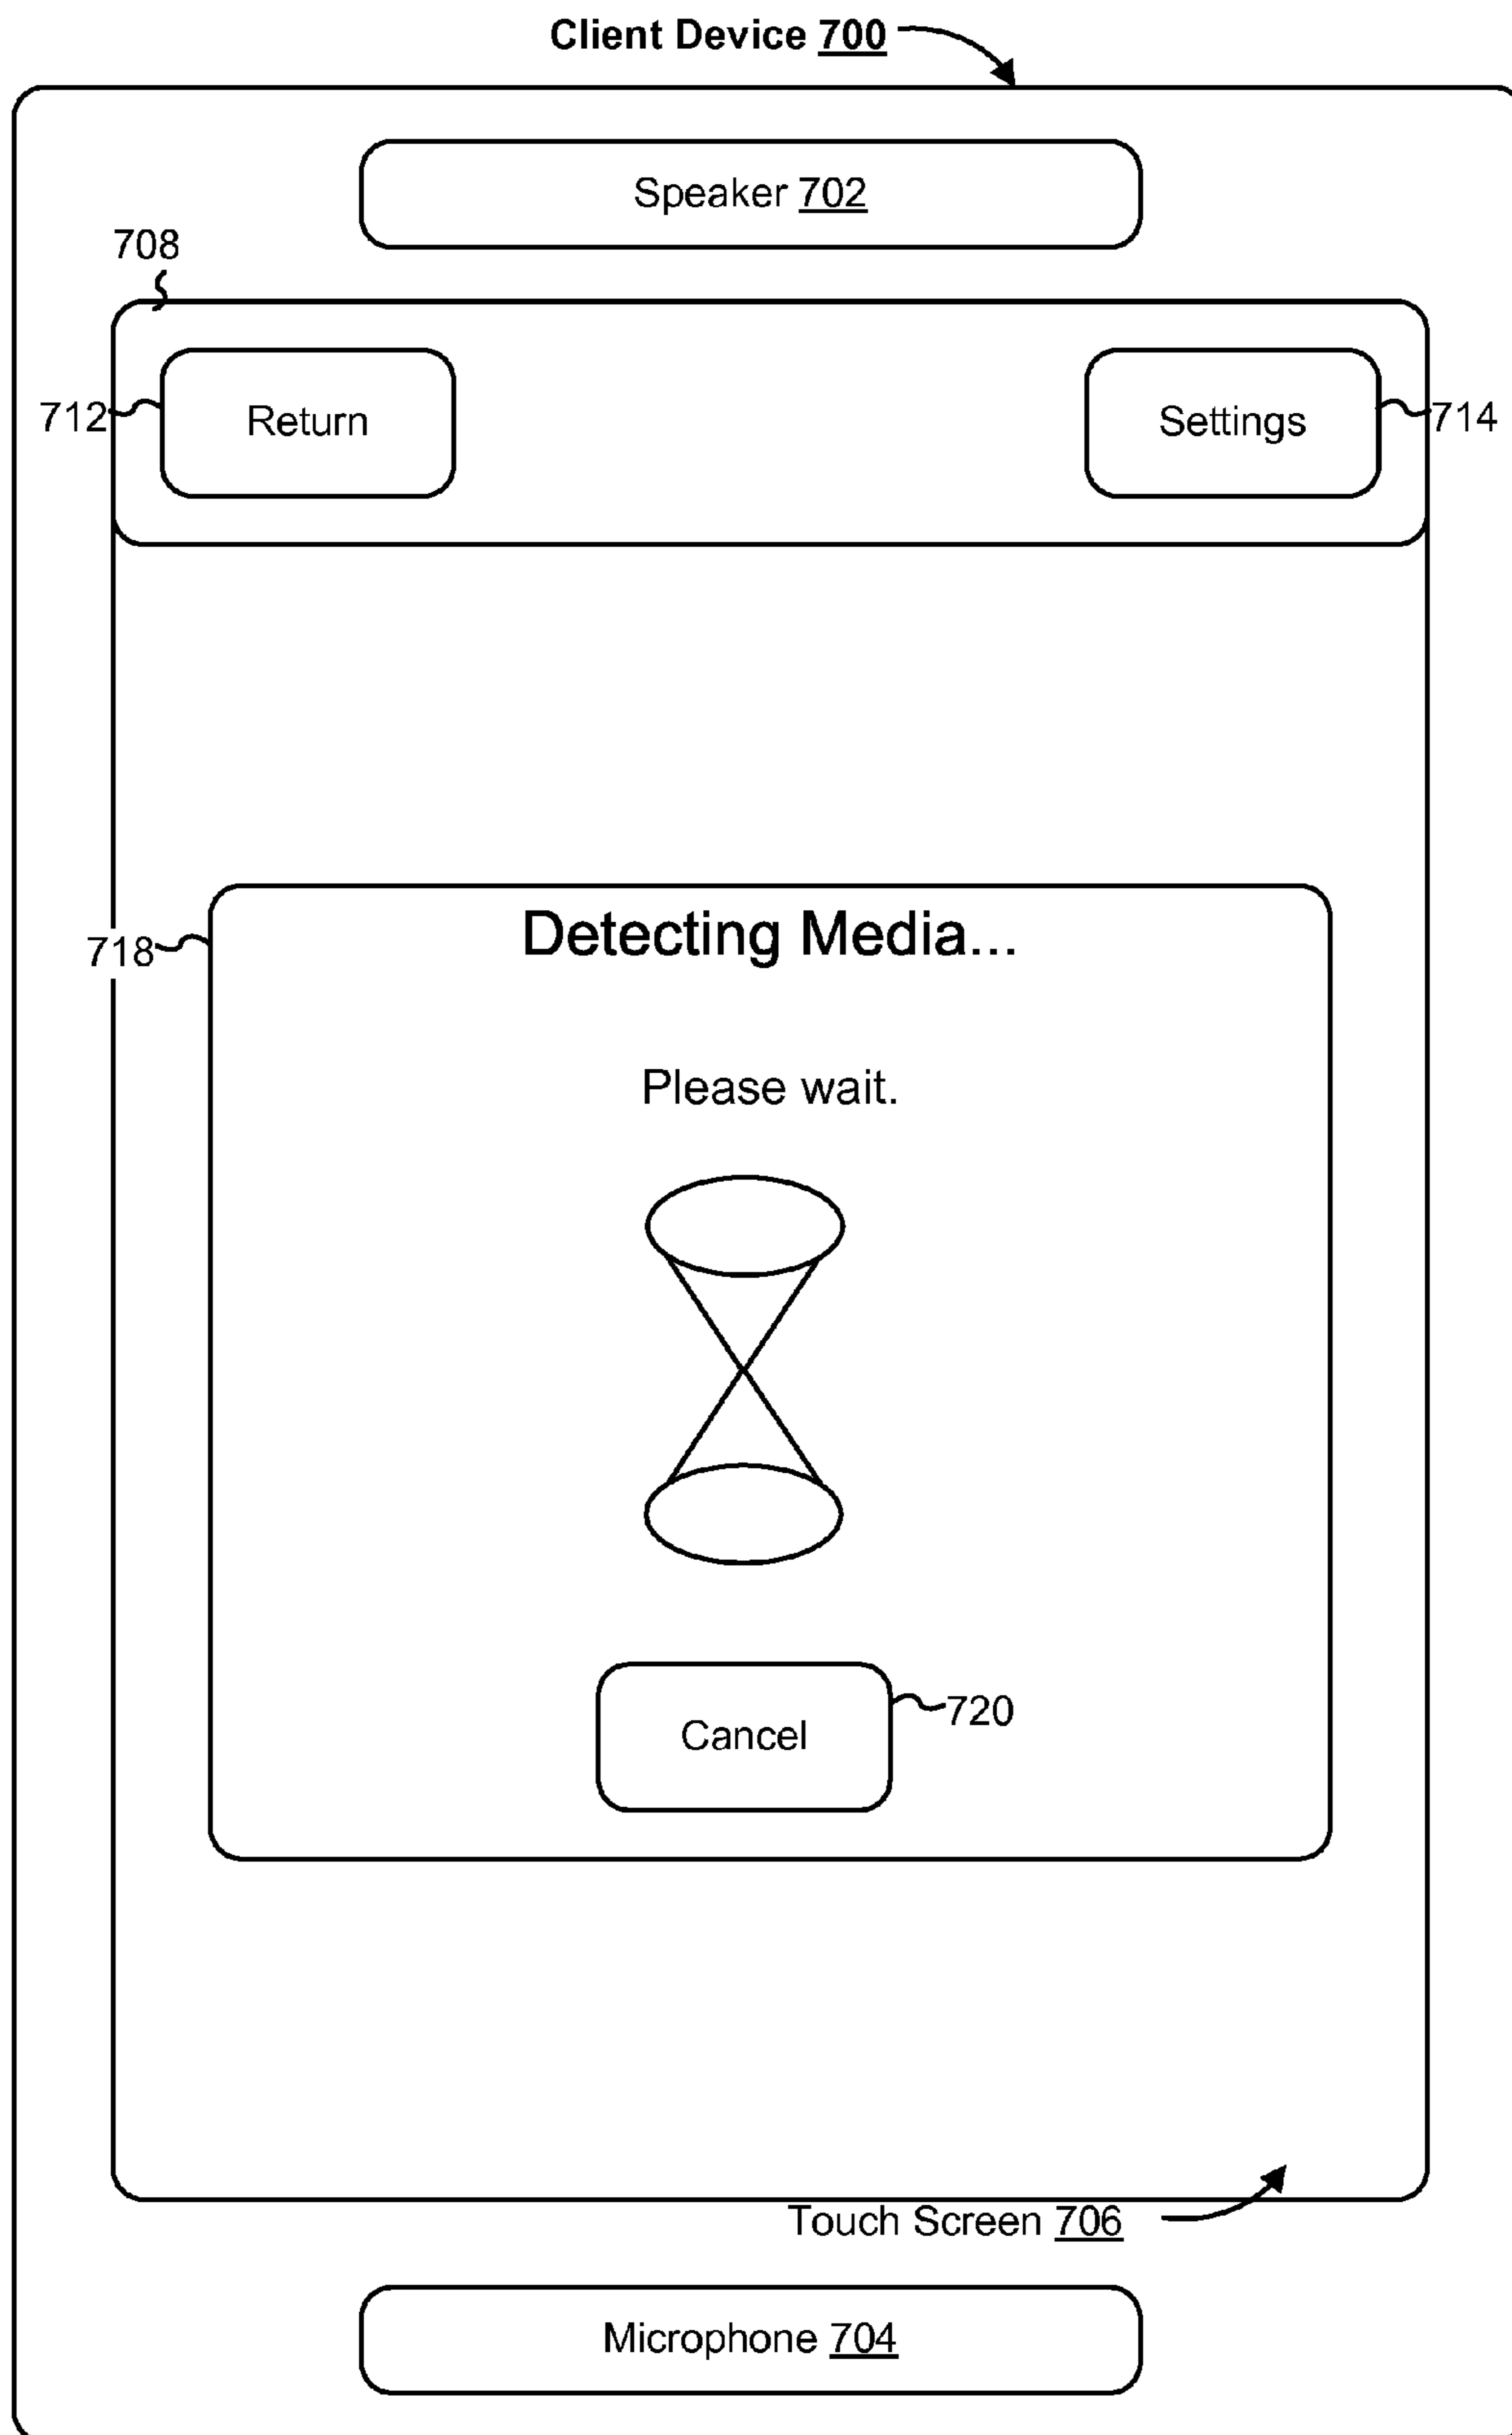 Client Device 700
Speaker 702
708
712
Return
Settings
714
718
Detecting Media...
Please wait.
Cancel
720
Touch Screen 706
Microphone 704